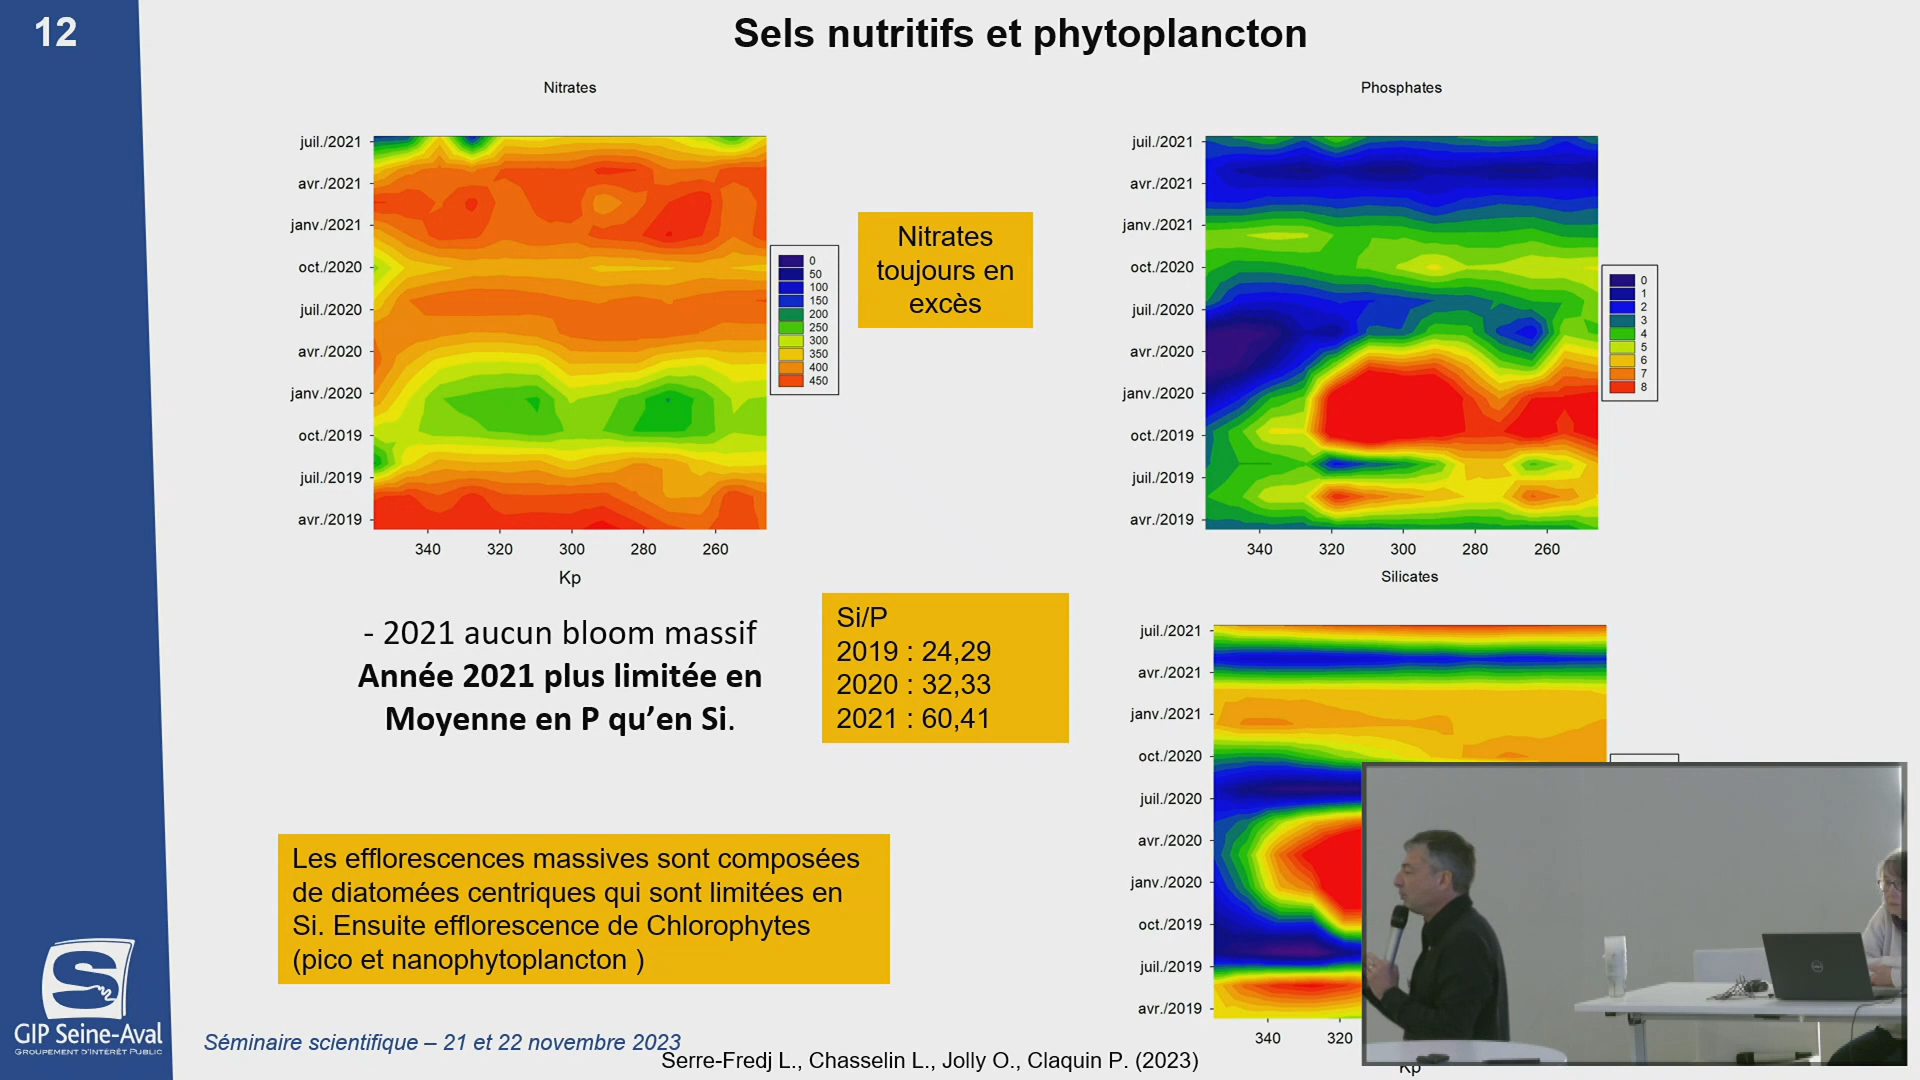 12
Sels nutritifs et phytoplancton
Nitrates
juil./2021
avr./2021
janv./2021
oct./2020
juil./2020
avr./2020
janv./2020
oct./2019
juil./2019
avr./2019
340 320 300 280 260
Kp
0
50
100
150
200
250
300
350
400
450
Nitrates
toujours en
excès
Phosphates
juil./2021
avr./2021
janv./2021
oct./2020
juil./2020
avr./2020
janv./2020
oct./2019
juil./2019
avr./2019
340 320 300 280 260
0
1
2
3
4
5
6
7
8
- 2021 aucun bloom massif
Année 2021 plus limitée en
Moyenne en P qu’en Si.
Si/P
2019 : 24,29
2020 : 32,33
2021 : 60,41
Silicates
juil./2021
avr./2021
janv./2021
oct./2020
juil./2020
avr./2020
janv./2020
oct./2019
juil./2019
avr./2019
340 320
Kp
Les efflorescences massives sont composées
de diatomées centriques qui sont limitées en
Si. Ensuite efflorescence de Chlorophytes
(pico et nanophytoplancton )
GIP Seine-Aval
GROUPEMENT D'INTÉRÊT PUBLIC
Séminaire scientifique – 21 et 22 novembre 2023
Serre-Fredj L., Chasselin L., Jolly O., Claquin P. (2023)